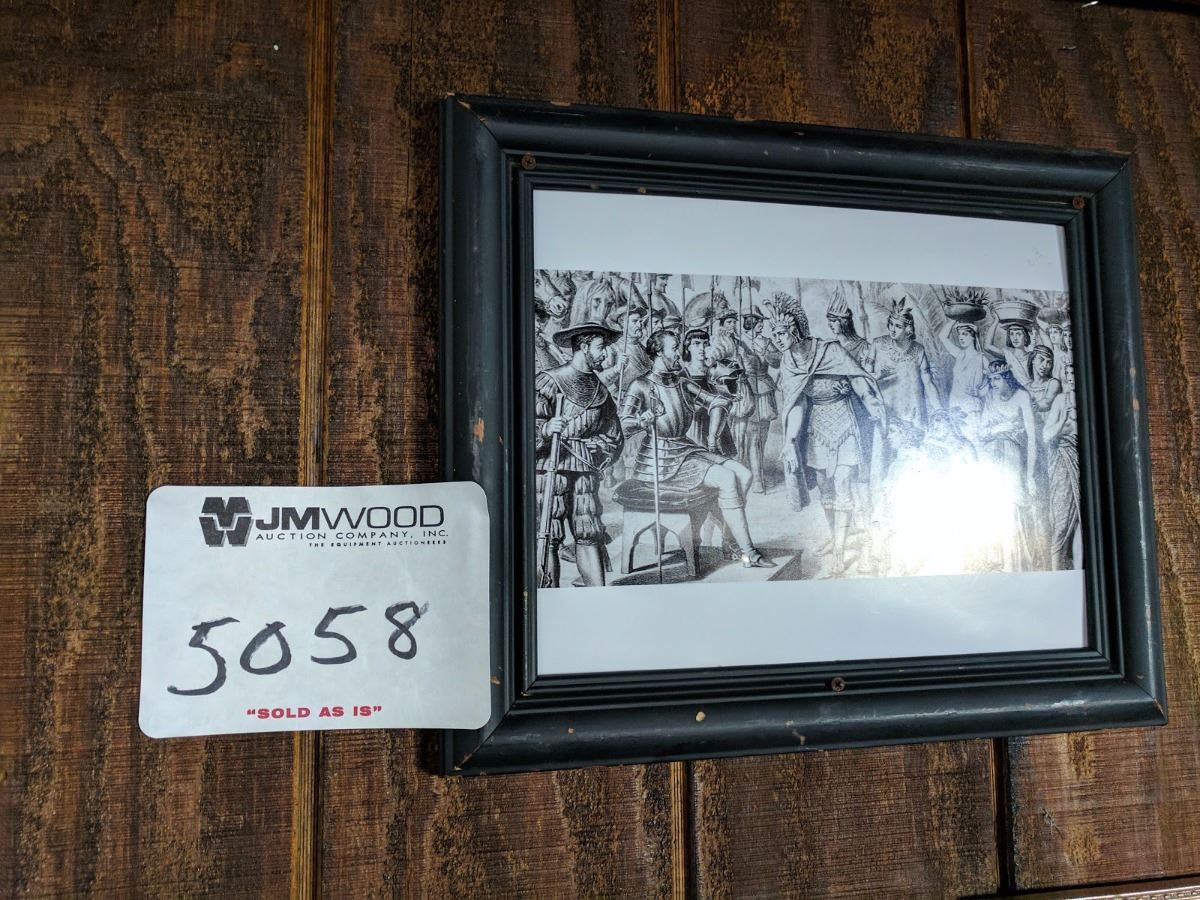 JMWOOD
AUCTION COMPANY, INC.
THE EQUIPMENT AUCTIONEERS
5058
"SOLD AS IS"